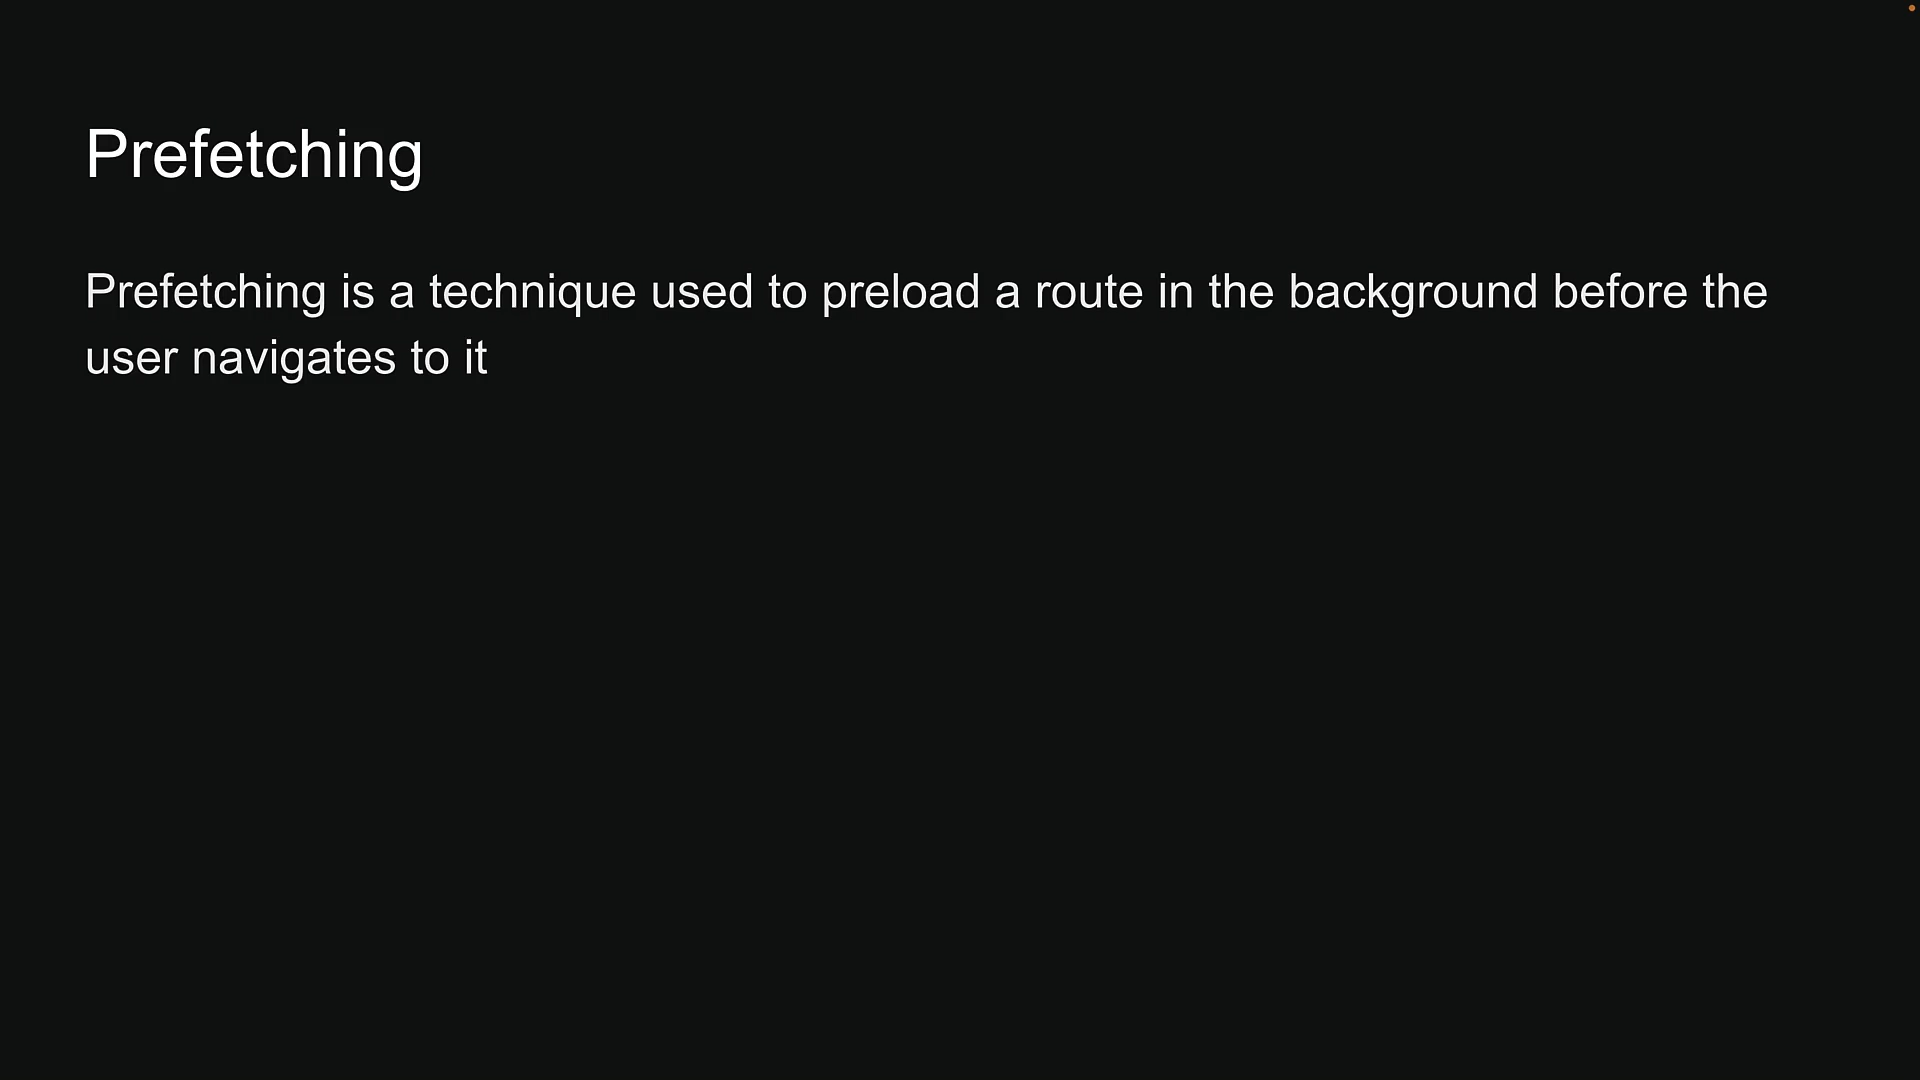 Prefetching
Prefetching is a technique used to preload a route in the background before the
user navigates to it